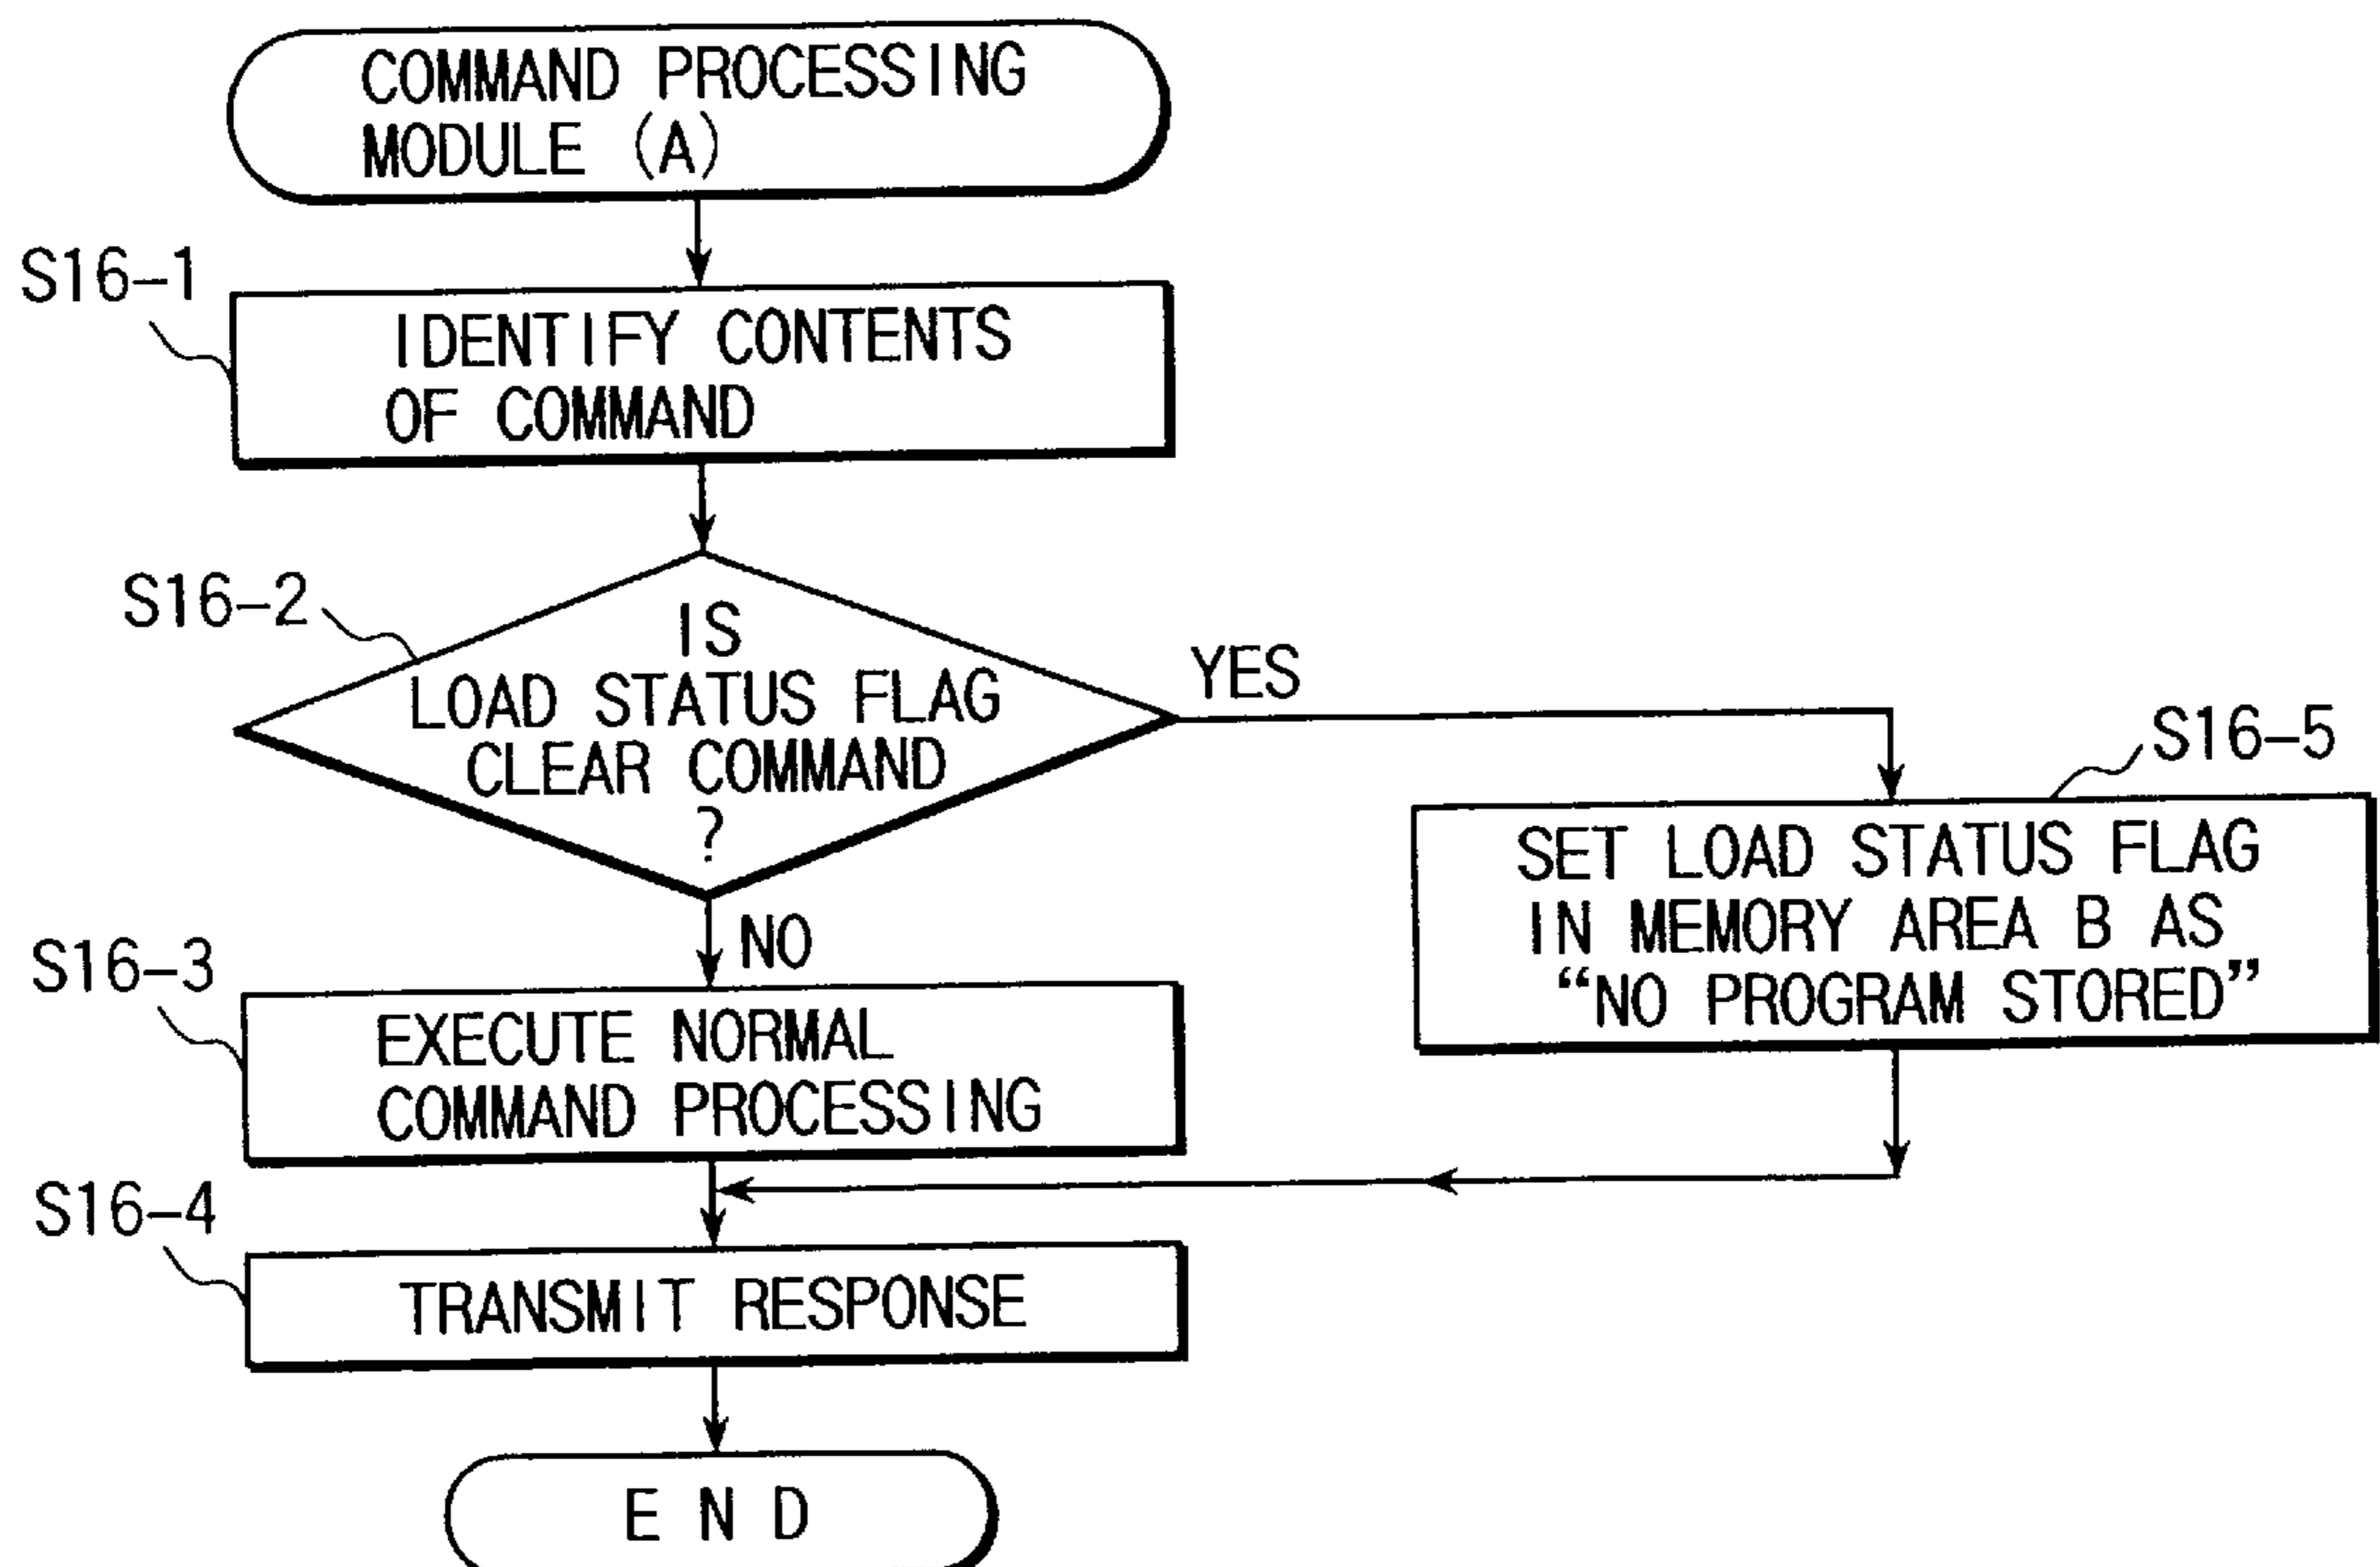 COMMAND PROCESSING
MODULE (A)
S16-1
IDENTIFY CONTENTS
OF COMMAND
S16-2
IS
LOAD STATUS FLAG
CLEAR COMMAND
?
YES
NO
S16-5
SET LOAD STATUS FLAG
IN MEMORY AREA B AS
“NO PROGRAM STORED”
S16-3
EXECUTE NORMAL
COMMAND PROCESSING
S16-4
TRANSMIT RESPONSE
END